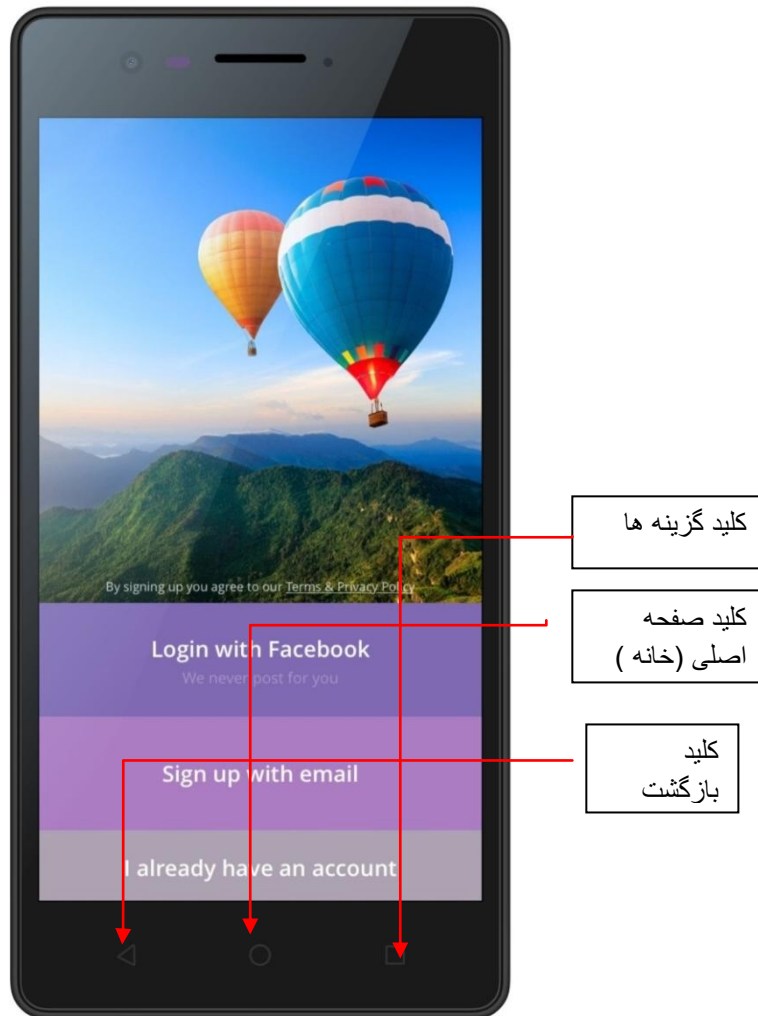 By signing up you agree to our Terms & Privacy Policy
کلید گزینه ها
Login with Facebook
We never post for you
کلید صفحه
اصلی (خانه )
Sign up with email
کلید
بازگشت
I already have an account